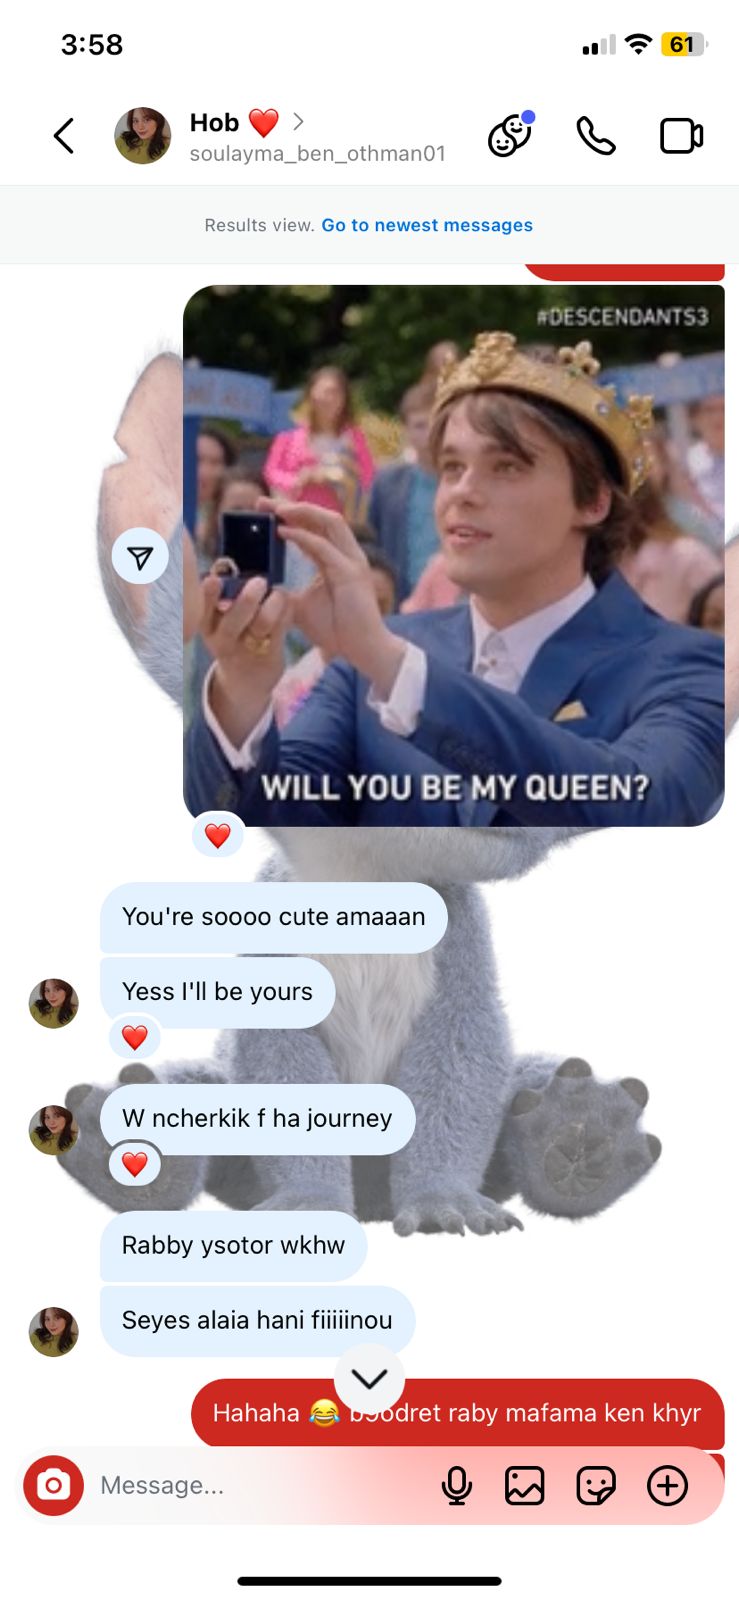 3:58
61
Hob ❤️ >
soulayma_ben_othman01
Results view. Go to newest messages
#DESCENDANTS3
WILL YOU BE MY QUEEN?
❤️
You're soooo cute amaaan
Yess I'll be yours
❤️
W ncherkik f ha journey
❤️
Rabby ysotor wkhw
Seyes alaia hani fiiiiinou
Hahaha 😂 raby mafama ken khyr
Message...